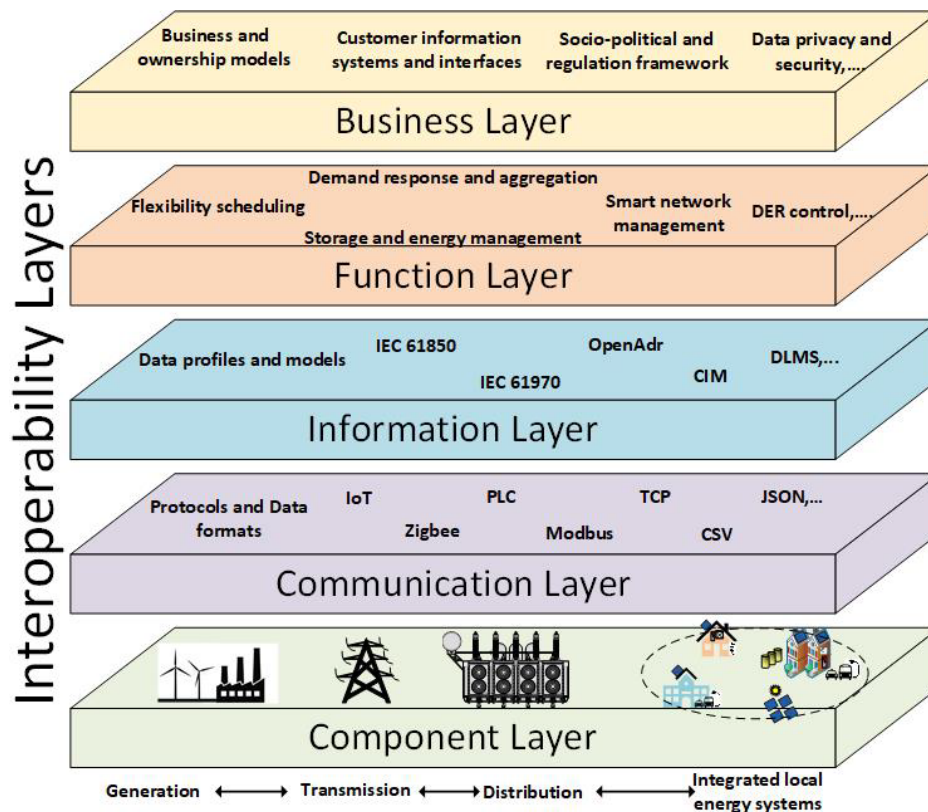 Interoperability Layers
Business and
ownership models
Customer information
systems and interfaces
Socio-political and
regulation framework
Data privacy and
security,....
Business Layer
Demand response and aggregation
Flexibility scheduling
Smart network
management
DER control,....
Storage and energy management
Function Layer
Data profiles and models
IEC 61850
IEC 61970
OpenAdr
CIM
DLMS,...
Information Layer
Protocols and Data
formats
IoT
Zigbee
PLC
Modbus
TCP
CSV
JSON,...
Communication Layer
Component Layer
Generation
Transmission
Distribution
Integrated local
energy systems